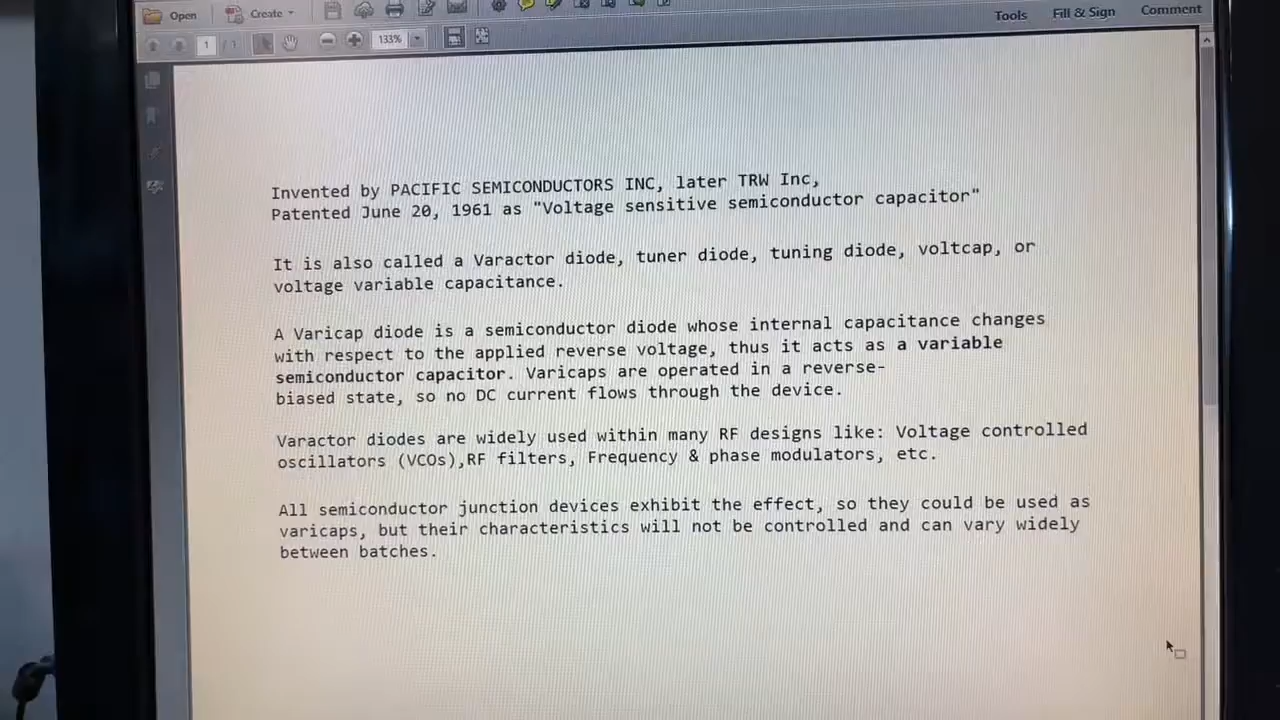 Open
Create
Tools
Fill & Sign
Comment
1 / 1
133%
Invented by PACIFIC SEMICONDUCTORS INC, later TRW Inc,
Patented June 20, 1961 as "Voltage sensitive semiconductor capacitor"
It is also called a Varactor diode, tuner diode, tuning diode, voltcap, or
voltage variable capacitance.
A Varicap diode is a semiconductor diode whose internal capacitance changes
with respect to the applied reverse voltage, thus it acts as a variable
semiconductor capacitor. Varicaps are operated in a reverse-
biased state, so no DC current flows through the device.
Varactor diodes are widely used within many RF designs like: Voltage controlled
oscillators (VCOs),RF filters, Frequency & phase modulators, etc.
All semiconductor junction devices exhibit the effect, so they could be used as
varicaps, but their characteristics will not be controlled and can vary widely
between batches.